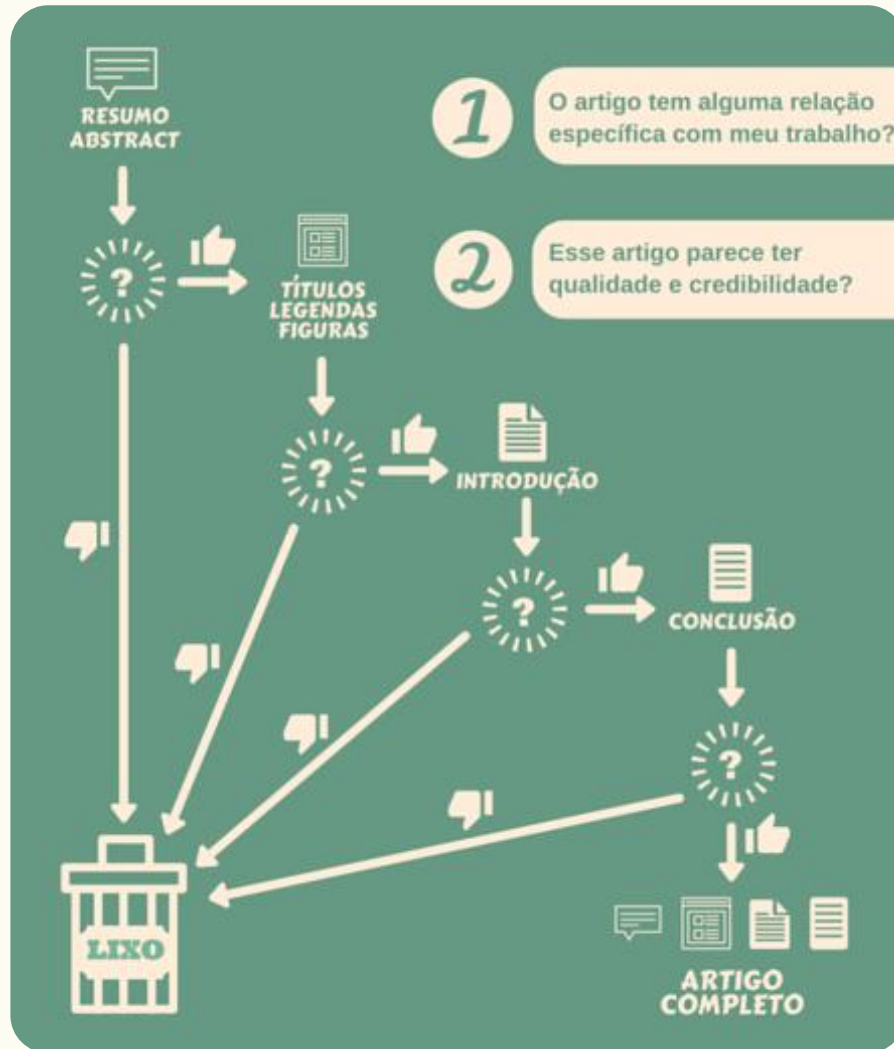 RESUMO
ABSTRACT
1
O artigo tem alguma relação
específica com meu trabalho?
?
2
Esse artigo parece ter
qualidade e credibilidade?
TÍTULOS
LEGENDAS
FIGURAS
?
INTRODUÇÃO
?
CONCLUSÃO
?
LIXO
ARTIGO
COMPLETO